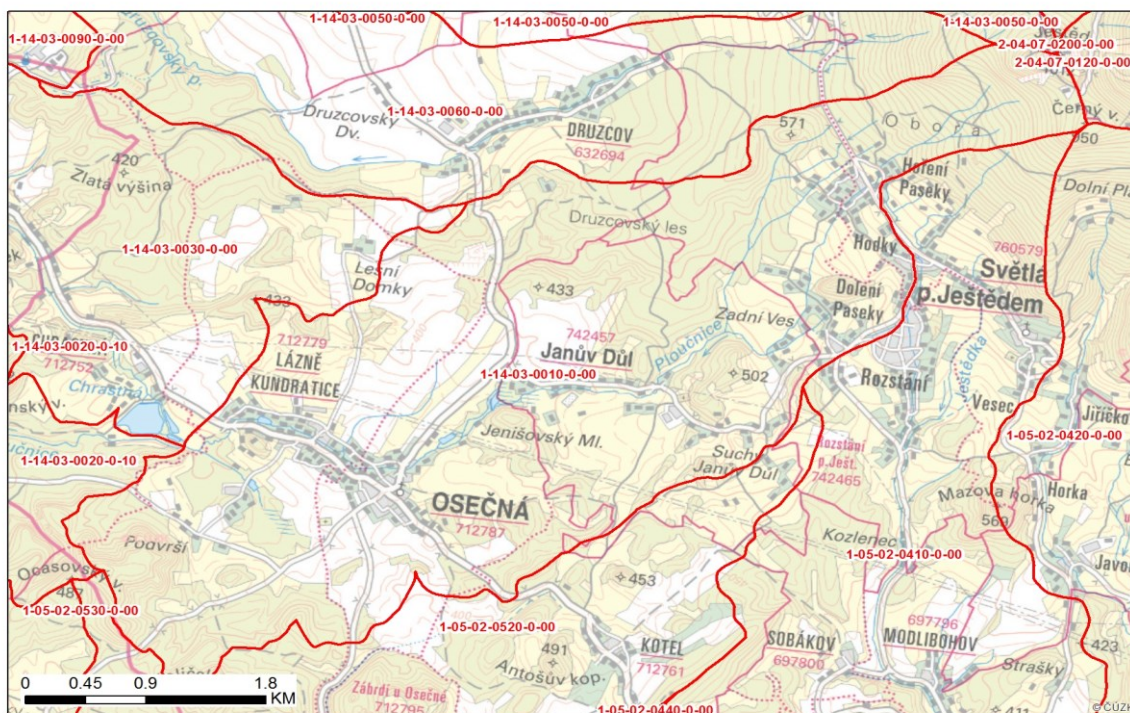 1-14-03-0050-0-00
1-14-03-0050-0-00
1-14-03-0050-0-00
1-14-03-0090-0-00
2-04-07-0200-0-00
2-04-07-0120-0-00
Ještěd
Druzcovský
Dv.
1-14-03-0060-0-00
DRUZCOV
632694
571
Obora
Černý v.
950
420
Zlatá výšina
Hoření
Paseky
Druzcovský les
Hodky
760579
Světlá
p.Ještědem
1-14-03-0030-0-00
Lesní
Domky
433
433
Dolení
Paseky
Zadní Ves
Ploučnice
Ještědka
1-14-03-0020-0-10
712752
712779
LÁZNĚ
KUNDRATICE
742457
Janův Důl
1-14-03-0010-0-00
502
Rozstání
Chrastná
Jenišovský Ml.
Vesec
1-05-02-0420-0-00
1-14-03-0020-0-10
Suchý
Janův Důl
Rozstání
p.Ješt.
742465
Mazova horka
Horka
569
OSEČNÁ
712787
Kozlenec
1-05-02-0410-0-00
Podvrší
Ocasovský v.
487
453
1-05-02-0530-0-00
1-05-02-0520-0-00
697796
MODLIBOHOV
SOBÁKOV
697800
KOTEL
712761
491
Antošův kop.
Strašky
423
411
Zábrdí u Osečné
712795
1-05-02-0440-0-00
0 0.45 0.9 1.8
KM
© ČÚZK